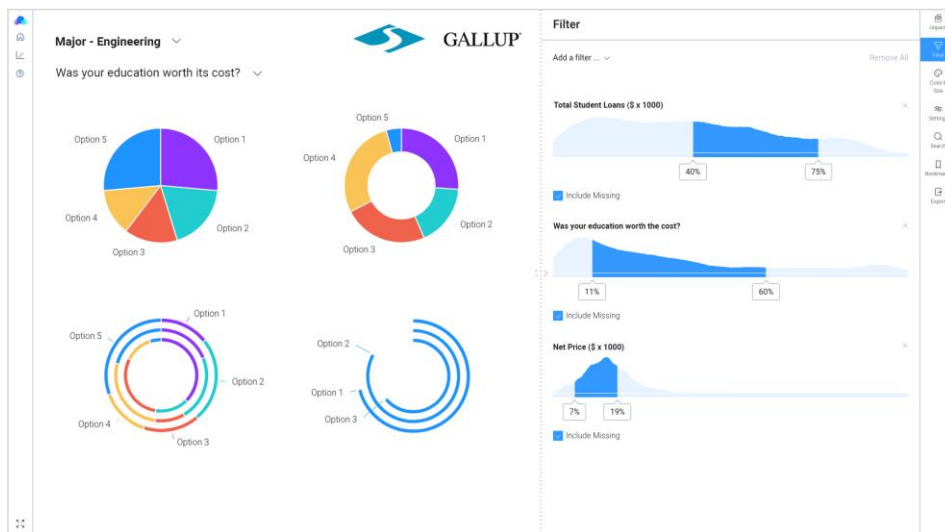 Major - Engineering
GALLUP®
Was your education worth its cost?
Option 5
Option 1
Option 4
Option 2
Option 3
Option 5
Option 1
Option 4
Option 2
Option 3
Option 1
Option 5
Option 2
Option 4
Option 3
Option 2
Option 1
Option 3
Filter
Add a filter ...
Remove All
Total Student Loans ($ x 1000)
40%
75%
Include Missing
Was your education worth the cost?
11%
60%
Include Missing
Net Price ($ x 1000)
7%
19%
Include Missing
Filter
Size
Search